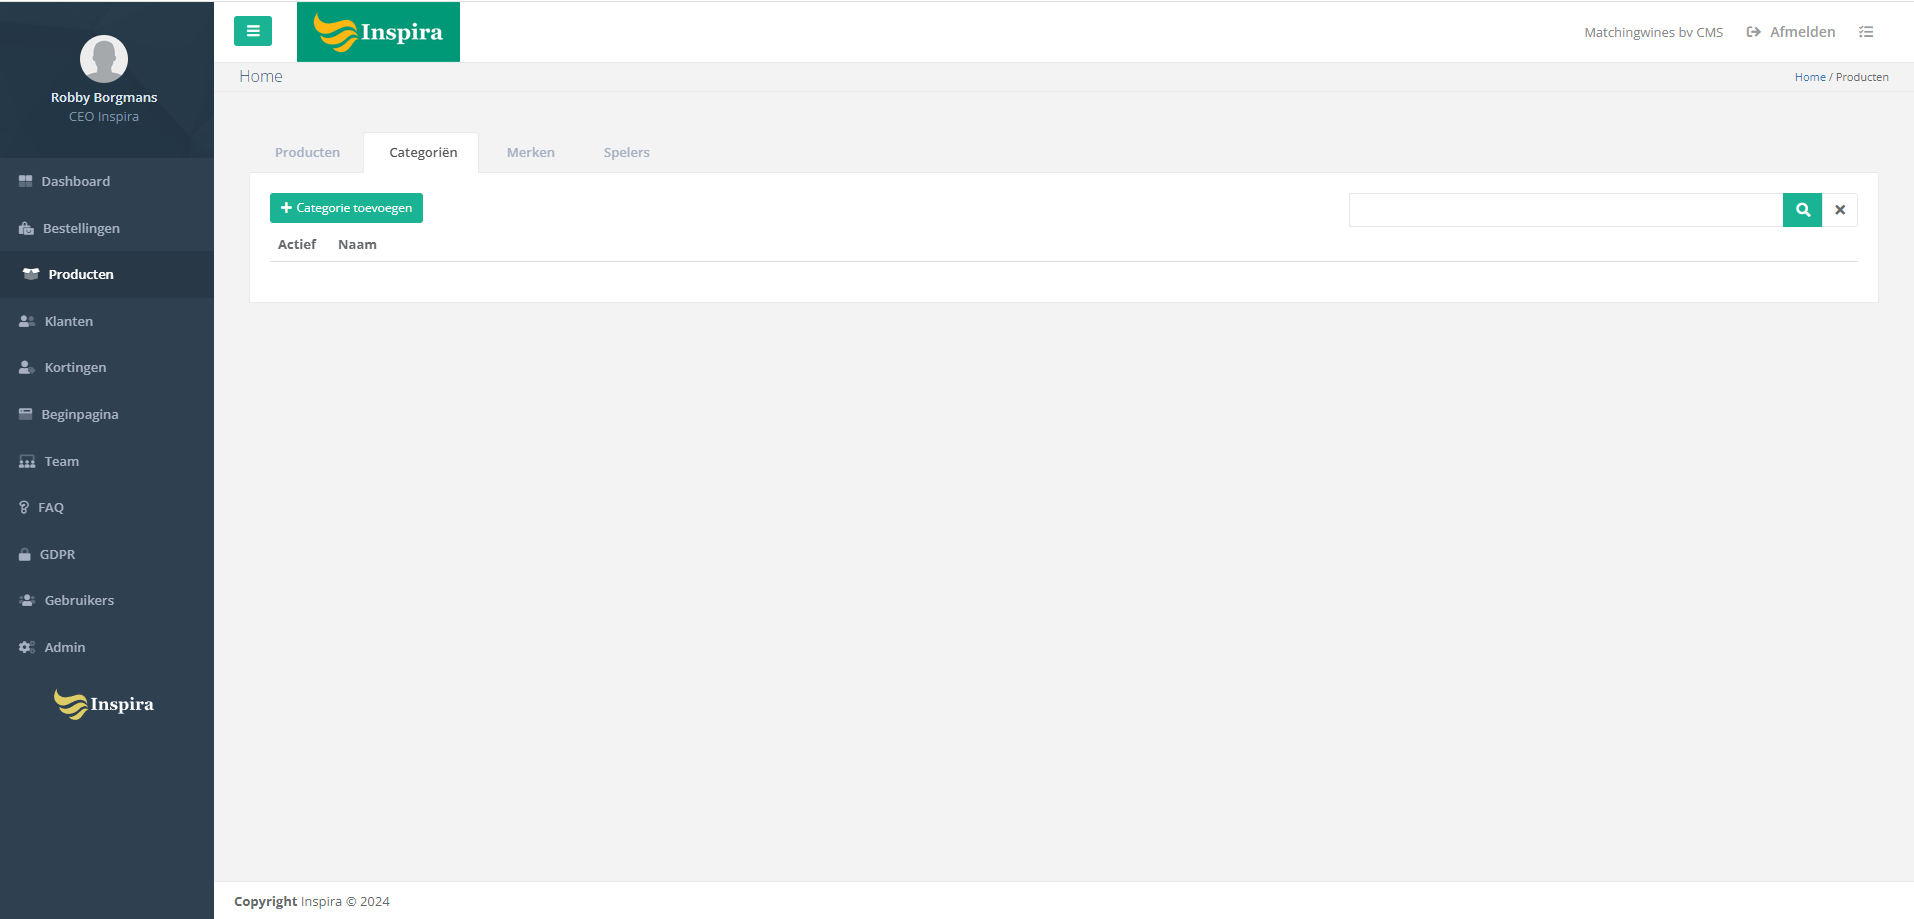 Robby Borgmans
CEO Inspira
Dashboard
Bestellingen
Producten
Klanten
Kortingen
Beginpagina
Team
FAQ
GDPR
Gebruikers
Admin
Inspira
Inspira
Matchingwines bv CMS
Afmelden
Home
Home / Producten
Producten
Categoriën
Merken
Spelers
Categorie toevoegen
Actief Naam
Copyright Inspira © 2024